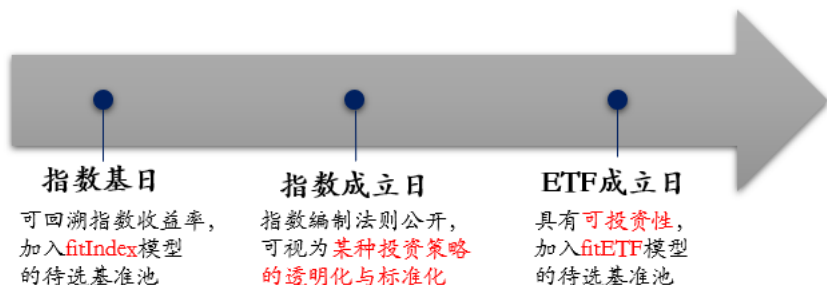 指数基日
可回溯指数收益率,
加入fitIndex模型
的待选基准池
指数成立日
指数编制法则公开,
可视为某种投资策略
的透明化与标准化
ETF成立日
具有可投资性,
加入fitETF模型
的待选基准池